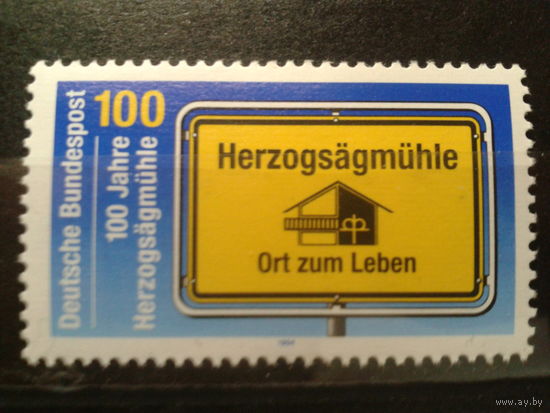 Deutsche Bundespost
100
100 Jahre
Herzogsägmühle
Herzogsägmühle
Ort zum Leben
1994
www.ay.by